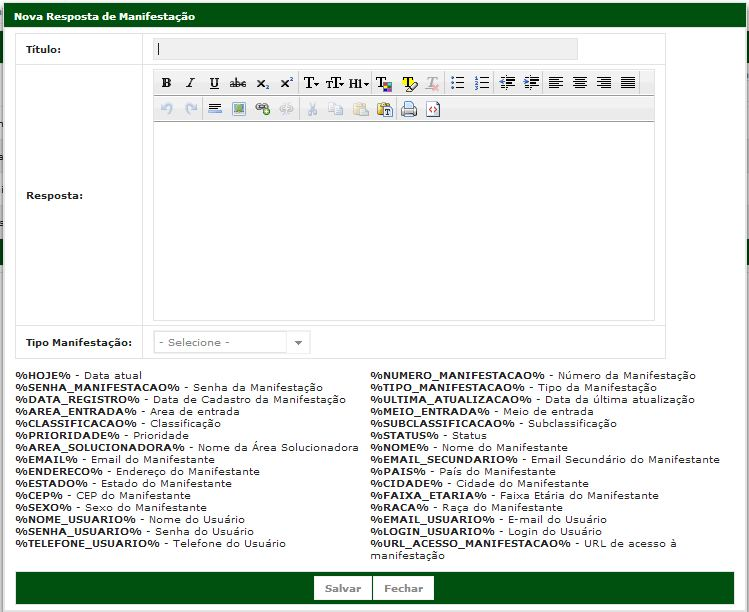 Nova Resposta de Manifestação
Título:
B I U abc x₂ x² T TT H1 T T T
Resposta:
Tipo Manifestação: - Selecione -
%HOJE% - Data atual
%SENHA_MANIFESTACAO% - Senha da Manifestação
%DATA_REGISTRO% - Data de Cadastro da Manifestação
%AREA_ENTRADA% - Area de entrada
%CLASSIFICACAO% - Classificação
%PRIORIDADE% - Prioridade
%AREA_SOLUCIONADORA% - Nome da Área Solucionadora
%EMAIL% - Email do Manifestante
%ENDERECO% - Endereço do Manifestante
%ESTADO% - Estado do Manifestante
%CEP% - CEP do Manifestante
%SEXO% - Sexo do Manifestante
%NOME_USUARIO% - Nome do Usuário
%SENHA_USUARIO% - Senha do Usuário
%TELEFONE_USUARIO% - Telefone do Usuário
%NUMERO_MANIFESTACAO% - Número da Manifestação
%TIPO_MANIFESTACAO% - Tipo da Manifestação
%ULTIMA_ATUALIZACAO% - Data da última atualização
%MEIO_ENTRADA% - Meio de entrada
%SUBCLASSIFICACAO% - Subclassificação
%STATUS% - Status
%NOME% - Nome do Manifestante
%EMAIL_SECUNDARIO% - Email Secundário do Manifestante
%PAIS% - País do Manifestante
%CIDADE% - Cidade do Manifestante
%FAIXA_ETARIA% - Faixa Etária do Manifestante
%RACA% - Raça do Manifestante
%EMAIL_USUARIO% - E-mail do Usuário
%LOGIN_USUARIO% - Login do Usuário
%URL_ACESSO_MANIFESTACAO% - URL de acesso à
manifestação
Salvar Fechar